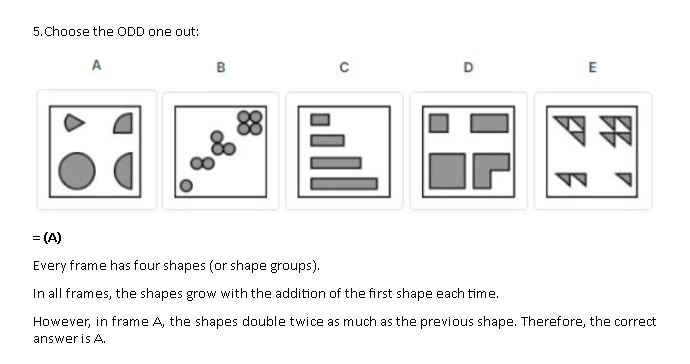 5.Choose the ODD one out:
A B C D E
= (A)
Every frame has four shapes (or shape groups).
In all frames, the shapes grow with the addition of the first shape each time.
However, in frame A, the shapes double twice as much as the previous shape. Therefore, the correct
answer is A.